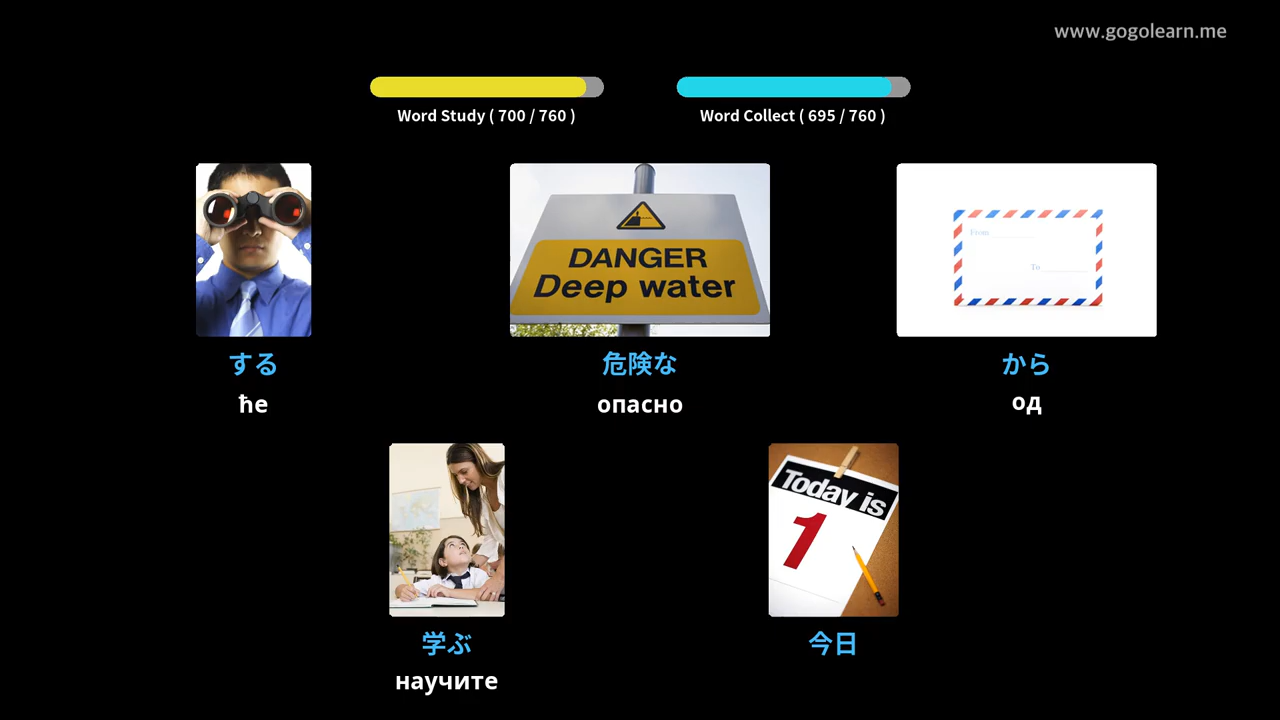 www.gogolearn.me
Word Study ( 700 / 760 )
Word Collect ( 695 / 760 )
DANGER
Deep water
From
To
する
危険な
から
ће
опасно
од
Today is
1
学ぶ
今日
научите